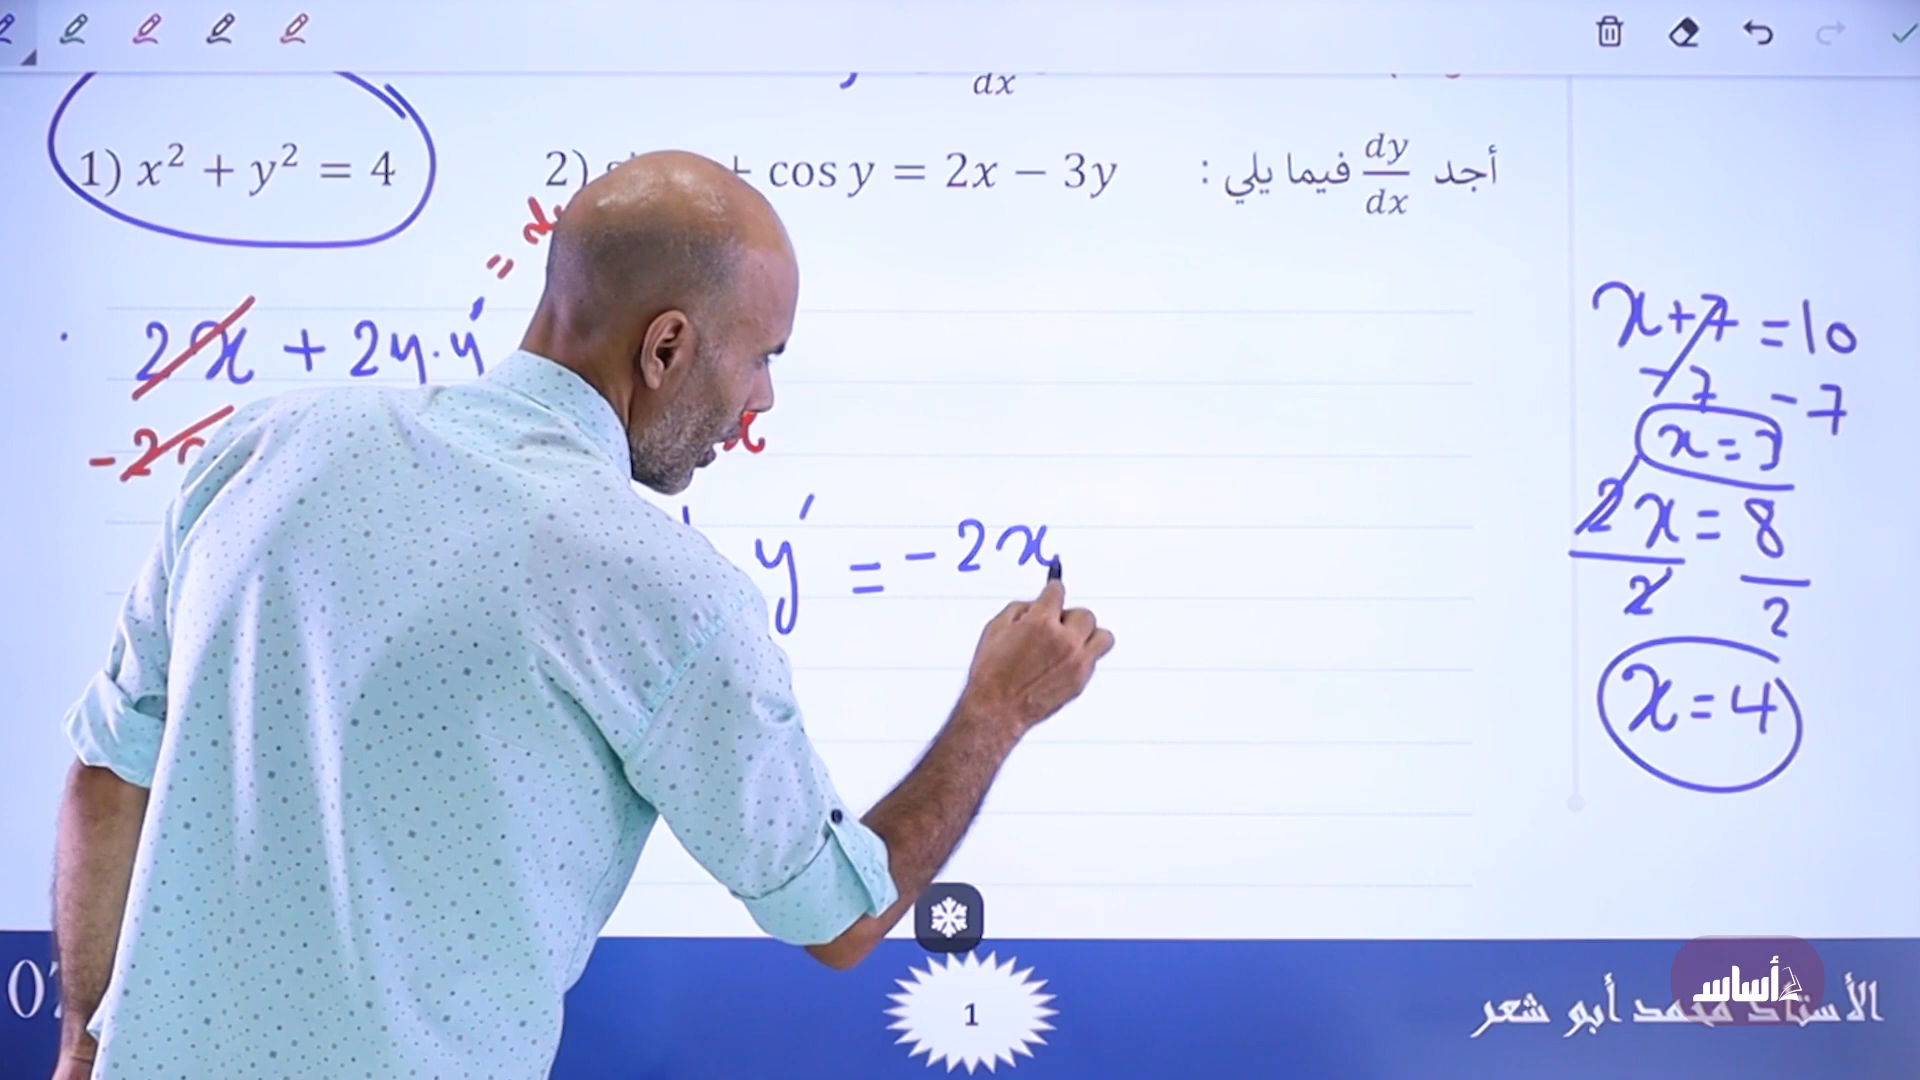 dx
أجد dy/dx فيما يلي :
1) x² + y² = 4
2) + cos y = 2x − 3y
=
2x + 2y.y′
-2
x
y′ = -2x
x+7 =10
-7 -7
x=3
2x = 8
2 2
x=4
1
الأستاذ محمد أبو شعر
أساس